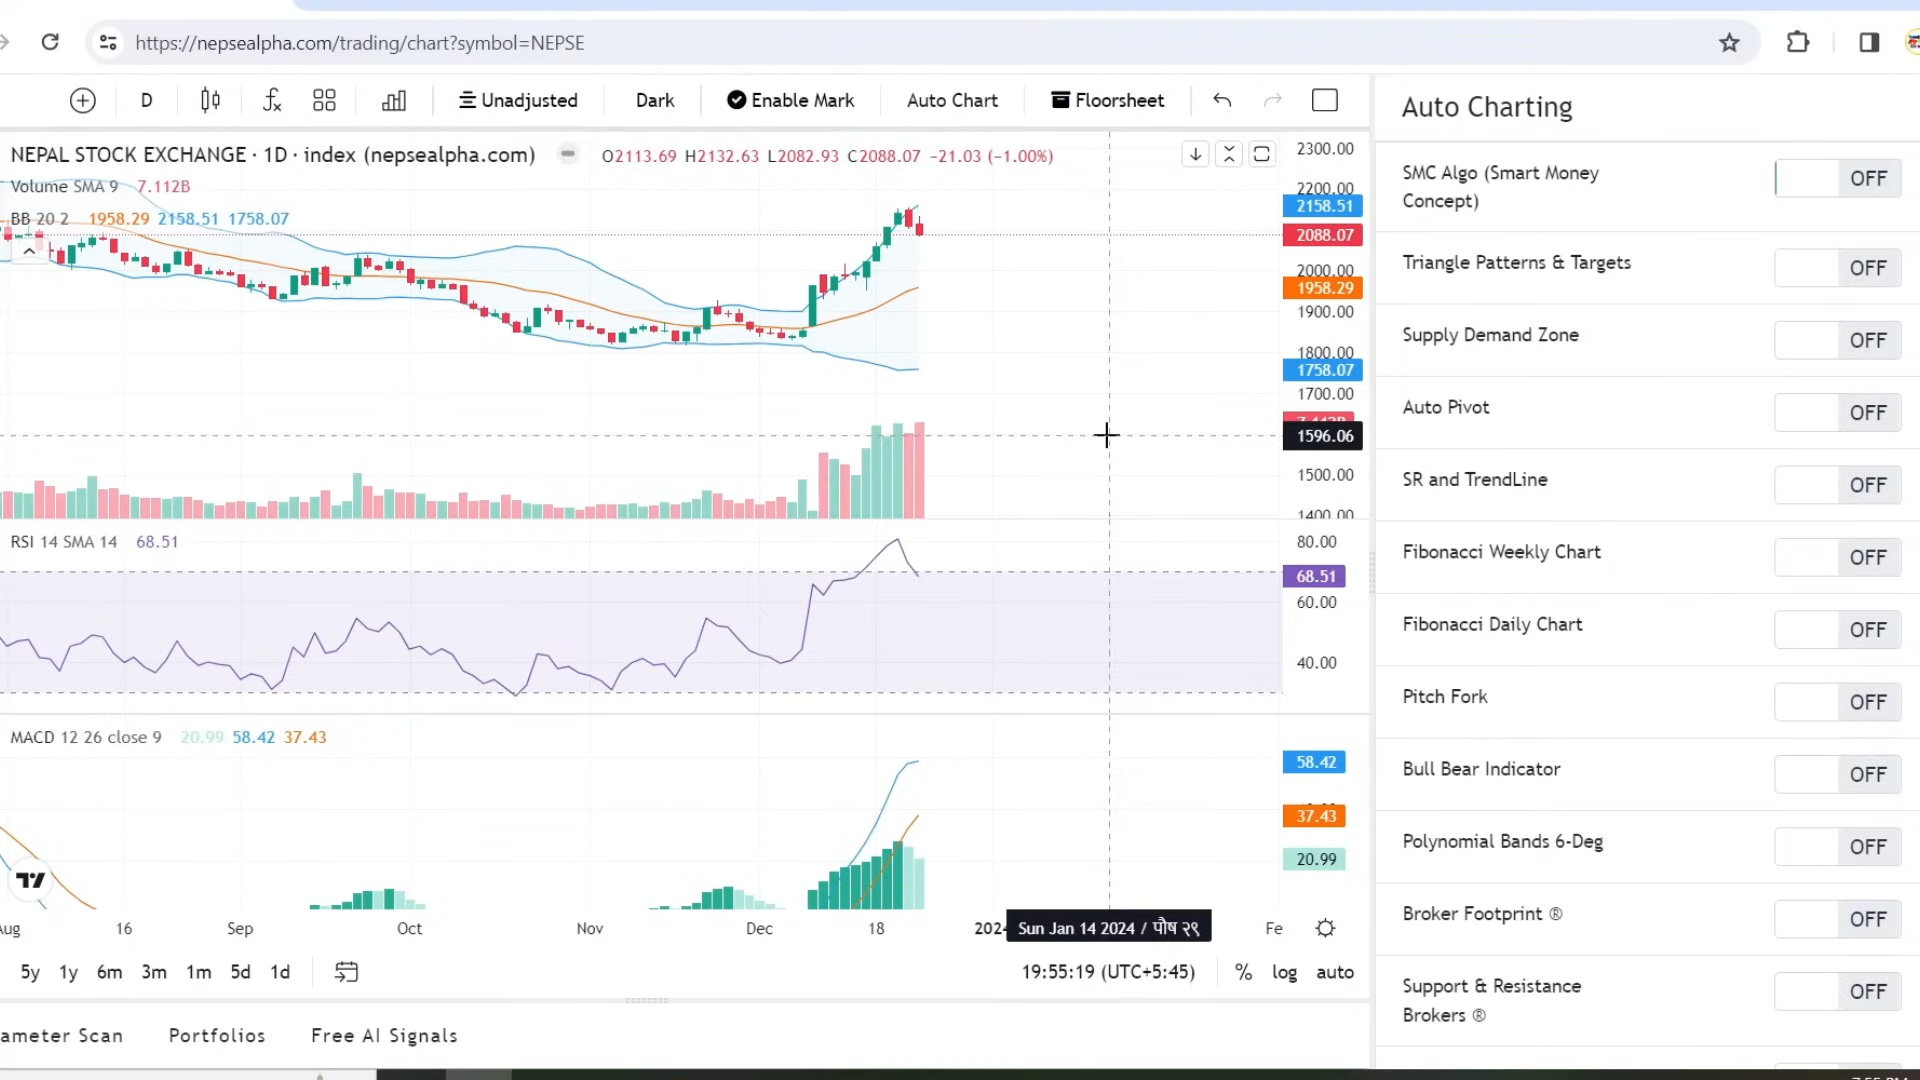 https://nepsealpha.com/trading/chart?symbol=NEPSE
D Unadjusted Dark Enable Mark Auto Chart Floorsheet
NEPAL STOCK EXCHANGE · 1D · index (nepsealpha.com) O2113.69 H2132.63 L2082.93 C2088.07 −21.03 (−1.00%)
Volume SMA 9 7.112B
BB 20 2 1958.29 2158.51 1758.07
2300.00
2200.00
2158.51
2088.07
2000.00
1958.29
1900.00
1800.00
1758.07
1700.00
1596.06
1500.00
1400.00
RSI 14 SMA 14 68.51
80.00
68.51
60.00
40.00
MACD 12 26 close 9 20.99 58.42 37.43
58.42
37.43
20.99
Aug 16 Sep Oct Nov Dec 18 2024 Sun Jan 14 2024 / पौष २९ Fe
5y 1y 6m 3m 1m 5d 1d 19:55:19 (UTC+5:45) % log auto
ameter Scan Portfolios Free AI Signals
Auto Charting
SMC Algo (Smart Money
Concept) OFF
Triangle Patterns & Targets OFF
Supply Demand Zone OFF
Auto Pivot OFF
SR and TrendLine OFF
Fibonacci Weekly Chart OFF
Fibonacci Daily Chart OFF
Pitch Fork OFF
Bull Bear Indicator OFF
Polynomial Bands 6-Deg OFF
Broker Footprint ® OFF
Support & Resistance
Brokers ® OFF